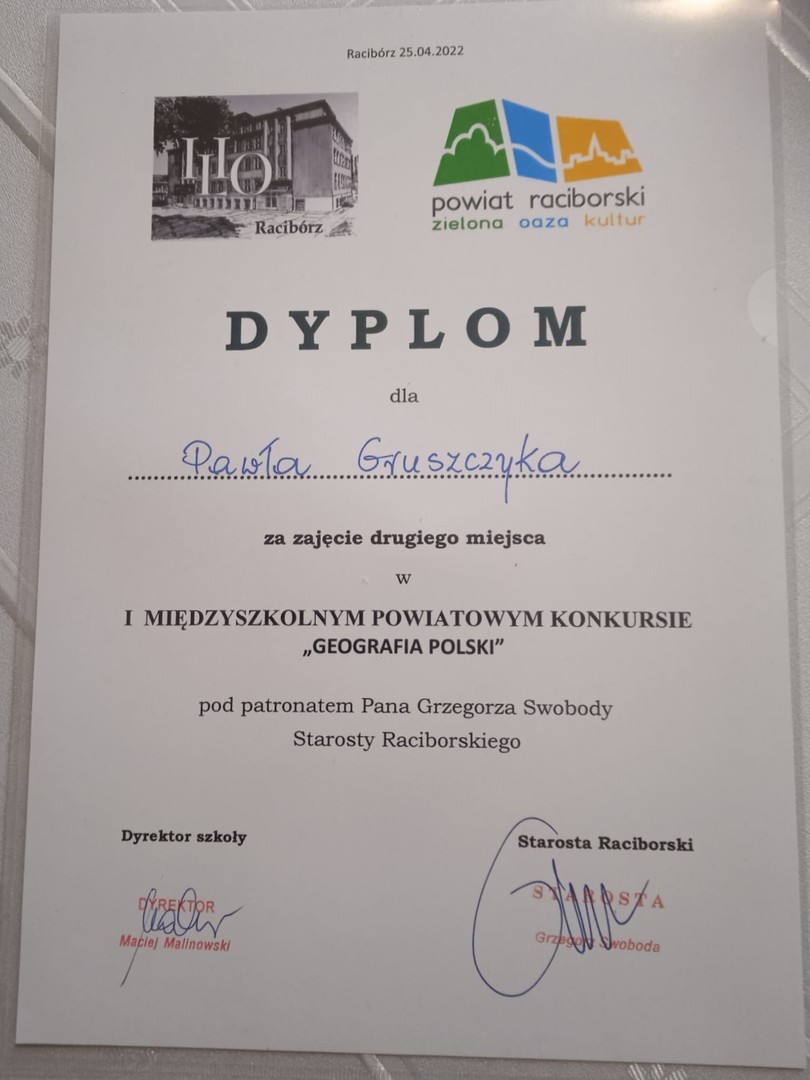 Racibórz 25.04.2022
II LO
Racibórz
powiat raciborski
zielona oaza kultur
DYPLOM
dla
Pawła Gruszczyka
za zajęcie drugiego miejsca
w
I MIĘDZYSZKOLNYM POWIATOWYM KONKURSIE
„GEOGRAFIA POLSKI”
pod patronatem Pana Grzegorza Swobody
Starosty Raciborskiego
Dyrektor szkoły
DYREKTOR
Maciej Malinowski
Starosta Raciborski
STAROSTA
Grzegorz Swoboda